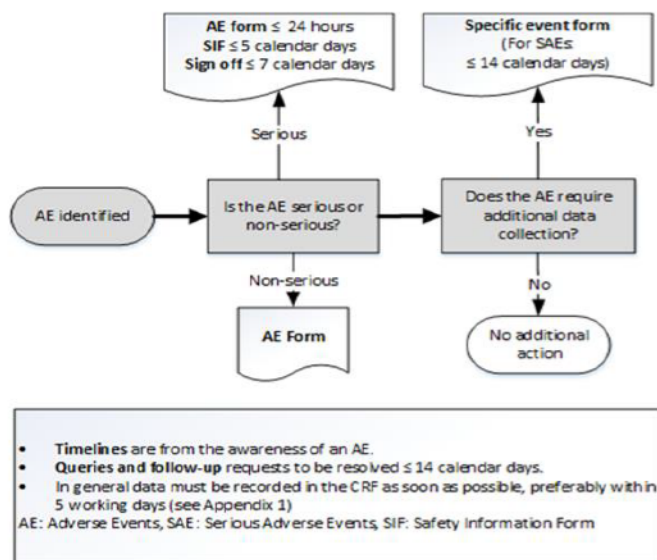 AE form ≤ 24 hours
SIF ≤ 5 calendar days
Sign off ≤ 7 calendar days
Specific event form
(For SAEs
≤ 14 calendar days)
Serious
Yes
AE identified
Is the AE serious or
non-serious?
Does the AE require
additional data
collection?
Non-serious
No
AE Form
No additional
action
• Timelines are from the awareness of an AE.
• Queries and follow-up requests to be resolved ≤ 14 calendar days.
• In general data must be recorded in the CRF as soon as possible, preferably within
5 working days (see Appendix 1)
AE: Adverse Events, SAE: Serious Adverse Events, SIF: Safety Information Form